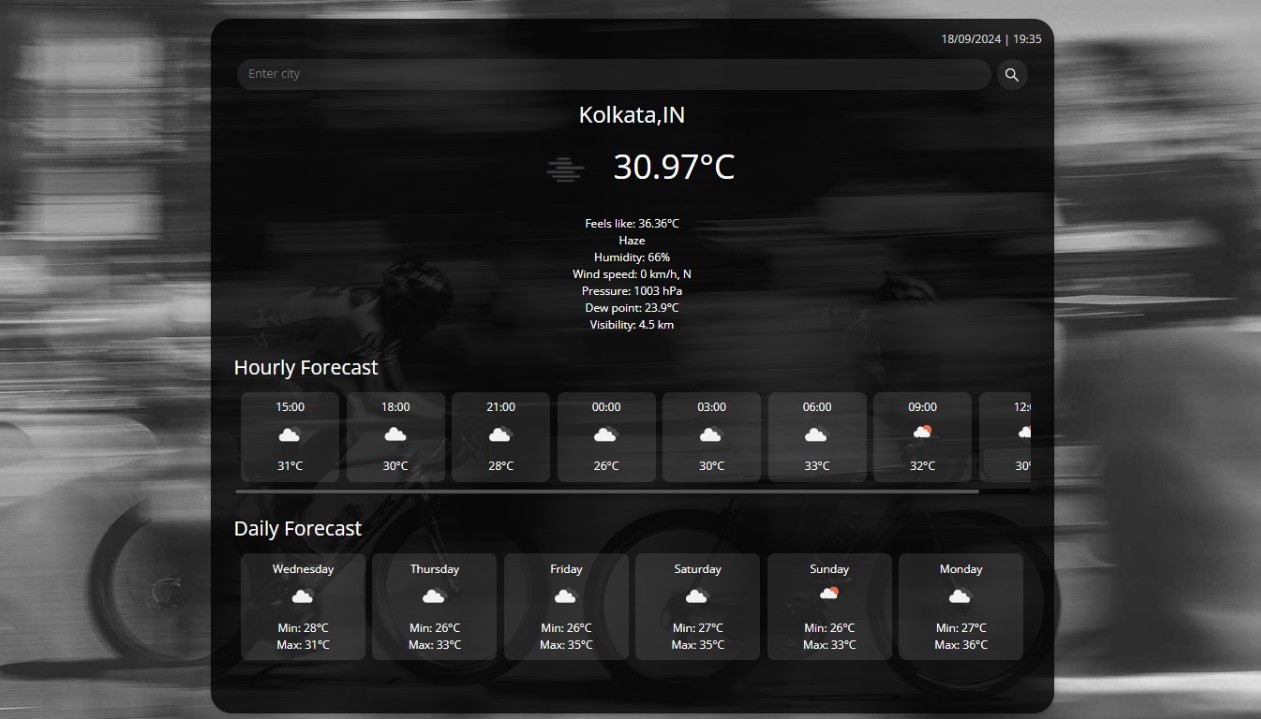 18/09/2024 | 19:35
Enter city
Kolkata,IN
30.97°C
Feels like: 36.36°C
Haze
Humidity: 66%
Wind speed: 0 km/h, N
Pressure: 1003 hPa
Dew point: 23.9°C
Visibility: 4.5 km
Hourly Forecast
15:00 18:00 21:00 00:00 03:00 06:00 09:00
31°C 30°C 28°C 26°C 30°C 33°C 32°C 30°
Daily Forecast
Wednesday Thursday Friday Saturday Sunday Monday
Min: 28°C Min: 26°C Min: 26°C Min: 27°C Min: 26°C Min: 27°C
Max: 31°C Max: 33°C Max: 35°C Max: 35°C Max: 33°C Max: 36°C